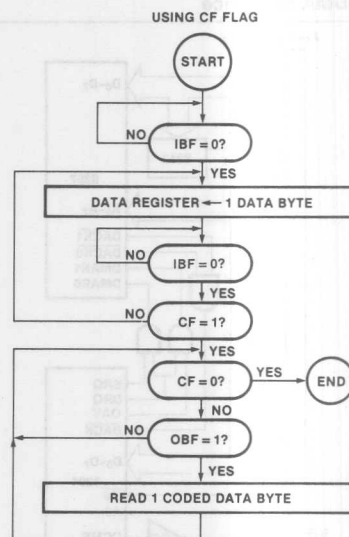 USING CF FLAG
START
NO
IBF = 0?
YES
DATA REGISTER ← 1 DATA BYTE
NO
IBF = 0?
YES
NO
CF = 1?
YES
CF = 0?
YES
END
NO
NO
OBF = 1?
YES
READ 1 CODED DATA BYTE